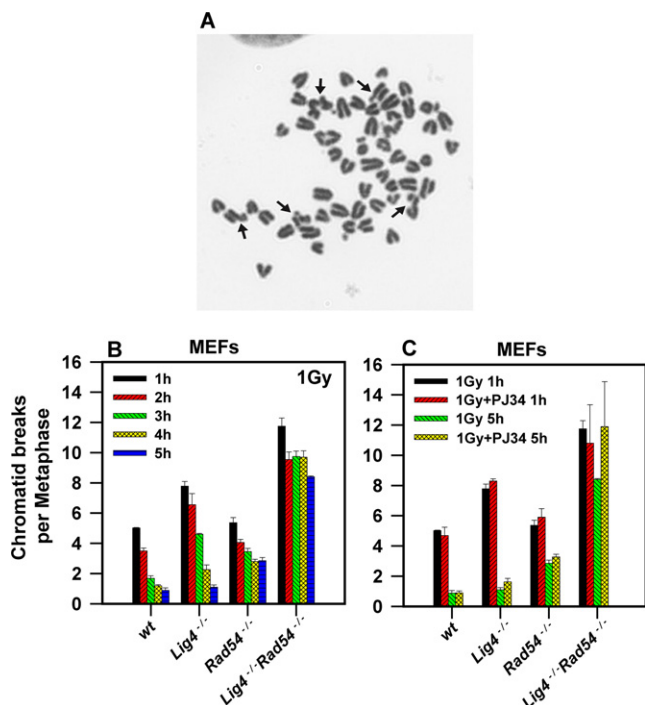 A
B
MEFs
1Gy
1h
2h
3h
4h
5h
16
14
12
10
8
6
4
2
0
Chromatid breaks
per Metaphase
wt
Lig4 -/-
Rad54 -/-
Lig4 -/- Rad54 -/-
C
MEFs
1Gy 1h
1Gy+PJ34 1h
1Gy 5h
1Gy+PJ34 5h
16
14
12
10
8
6
4
2
0
wt
Lig4 -/-
Rad54 -/-
Lig4 -/- Rad54 -/-